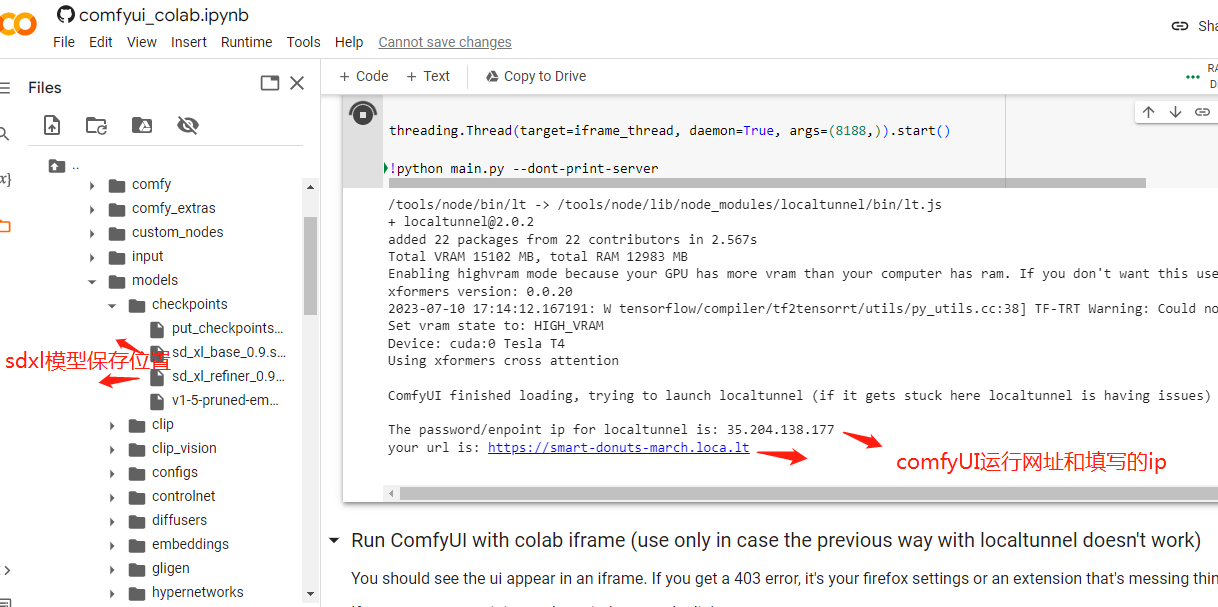 comfyui_colab.ipynb
File Edit View Insert Runtime Tools Help Cannot save changes
Files
+ Code + Text Copy to Drive
..
comfy
comfy_extras
custom_nodes
input
models
checkpoints
put_checkpoints...
sd_xl_base_0.9.s...
sd_xl_refiner_0.9...
v1-5-pruned-em...
clip
clip_vision
configs
controlnet
diffusers
embeddings
gligen
hypernetworks
sdxl模型保存位置
threading.Thread(target=iframe_thread, daemon=True, args=(8188,)).start()
!python main.py --dont-print-server
/tools/node/bin/lt -> /tools/node/lib/node_modules/localtunnel/bin/lt.js
+ localtunnel@2.0.2
added 22 packages from 22 contributors in 2.567s
Total VRAM 15102 MB, total RAM 12983 MB
Enabling highvram mode because your GPU has more vram than your computer has ram. If you don't want this use
xformers version: 0.0.20
2023-07-10 17:14:12.167191: W tensorflow/compiler/tf2tensorrt/utils/py_utils.cc:38] TF-TRT Warning: Could no
Set vram state to: HIGH_VRAM
Device: cuda:0 Tesla T4
Using xformers cross attention
ComfyUI finished loading, trying to launch localtunnel (if it gets stuck here localtunnel is having issues)
The password/enpoint ip for localtunnel is: 35.204.138.177
your url is: https://smart-donuts-march.loca.lt
comfyUI运行网址和填写的ip
Run ComfyUI with colab iframe (use only in case the previous way with localtunnel doesn't work)
You should see the ui appear in an iframe. If you get a 403 error, it's your firefox settings or an extension that's messing thin